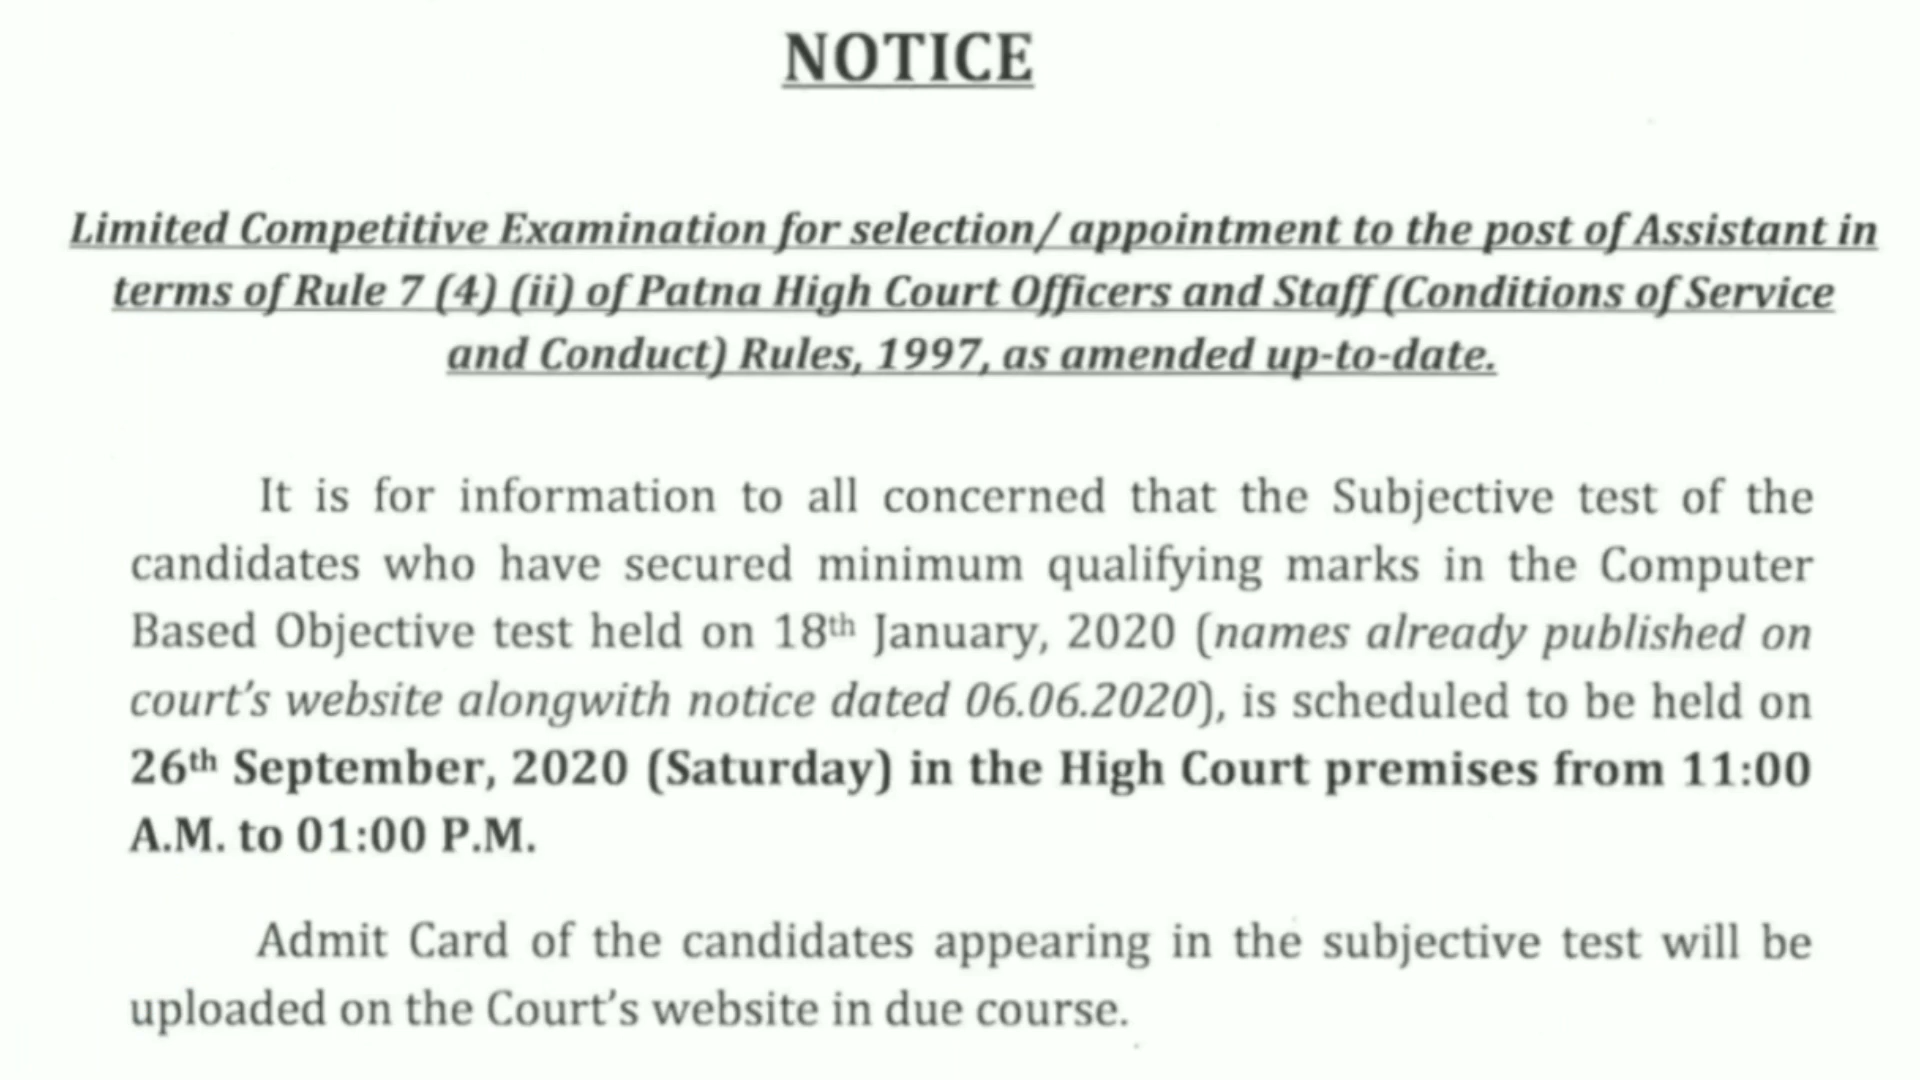 NOTICE
Limited Competitive Examination for selection/ appointment to the post of Assistant in
terms of Rule 7 (4) (ii) of Patna High Court Officers and Staff (Conditions of Service
and Conduct) Rules, 1997, as amended up-to-date.
It is for information to all concerned that the Subjective test of the
candidates who have secured minimum qualifying marks in the Computer
Based Objective test held on 18th January, 2020 (names already published on
court's website alongwith notice dated 06.06.2020), is scheduled to be held on
26th September, 2020 (Saturday) in the High Court premises from 11:00
A.M. to 01:00 P.M.
Admit Card of the candidates appearing in the subjective test will be
uploaded on the Court's website in due course.